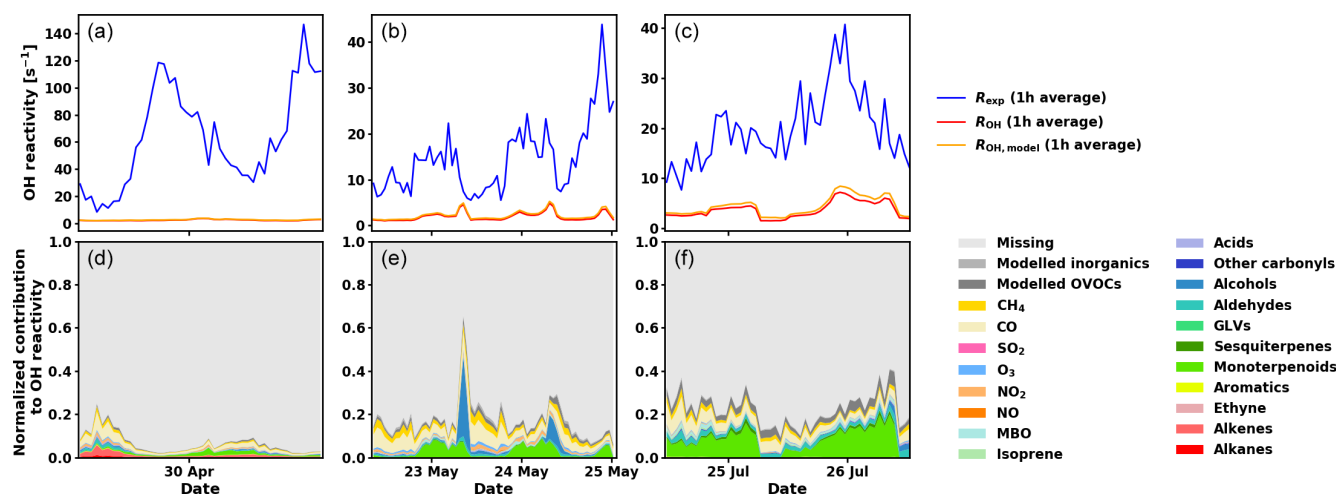 (a)
(b)
(c)
OH reactivity [s⁻¹]
140
120
100
80
60
40
20
0
40
30
20
10
0
40
30
20
10
0
R_exp (1h average)
R_OH (1h average)
R_OH, model (1h average)
(d)
(e)
(f)
Normalized contribution
to OH reactivity
1.0
0.8
0.6
0.4
0.2
0.0
1.0
0.8
0.6
0.4
0.2
0.0
1.0
0.8
0.6
0.4
0.2
0.0
30 Apr
23 May
24 May
25 May
25 Jul
26 Jul
Date
Date
Date
Missing
Modelled inorganics
Modelled OVOCs
CH₄
CO
SO₂
O₃
NO₂
NO
MBO
Isoprene
Acids
Other carbonyls
Alcohols
Aldehydes
GLVs
Sesquiterpenes
Monoterpenoids
Aromatics
Ethyne
Alkenes
Alkanes